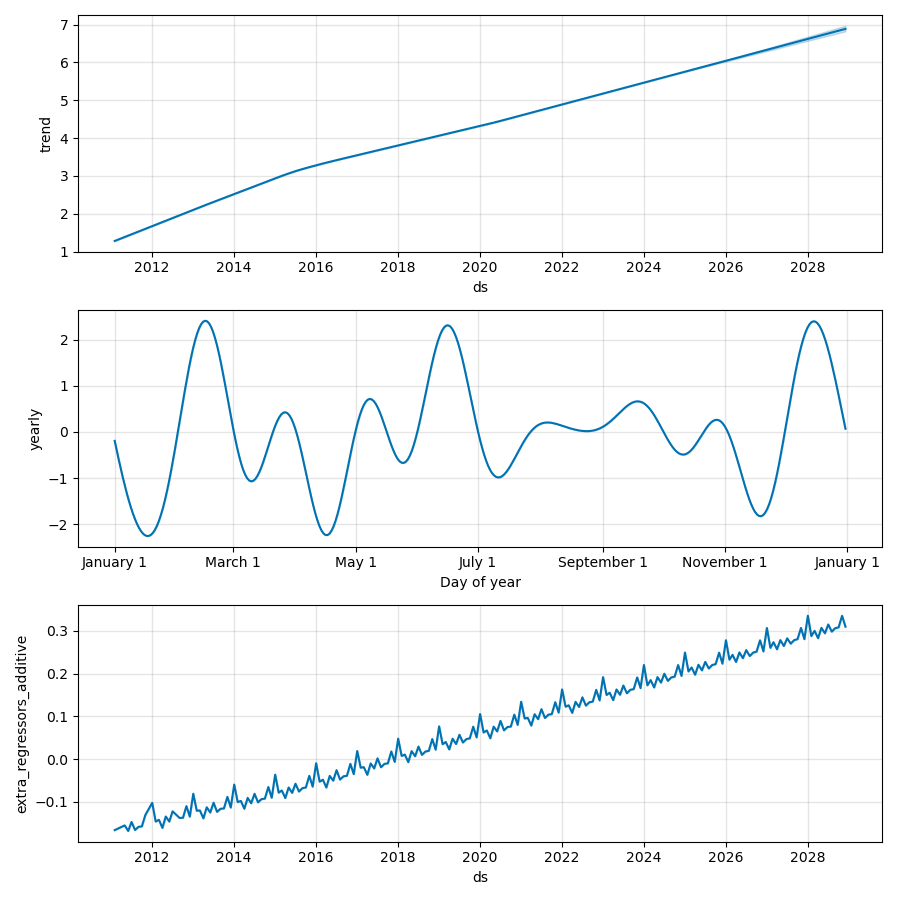 7
6
5
4
3
2
1
trend
2012 2014 2016 2018 2020 2022 2024 2026 2028
ds
2
1
0
−1
−2
yearly
January 1 March 1 May 1 July 1 September 1 November 1 January 1
Day of year
0.3
0.2
0.1
0.0
−0.1
extra_regressors_additive
2012 2014 2016 2018 2020 2022 2024 2026 2028
ds